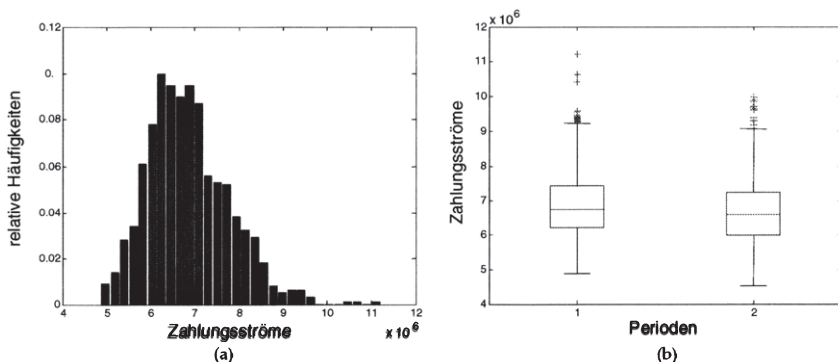 0.12
0.
0.08
0.06
0.04
0.02
0
relative Häufigkeiten
4 5 6 7 8 9 10 11 12
Zahlungsströme
x 10^6
(a)
x 10^6
12
11
10
9
8
7
6
5
4
Zahlungsströme
1 2
Perioden
(b)